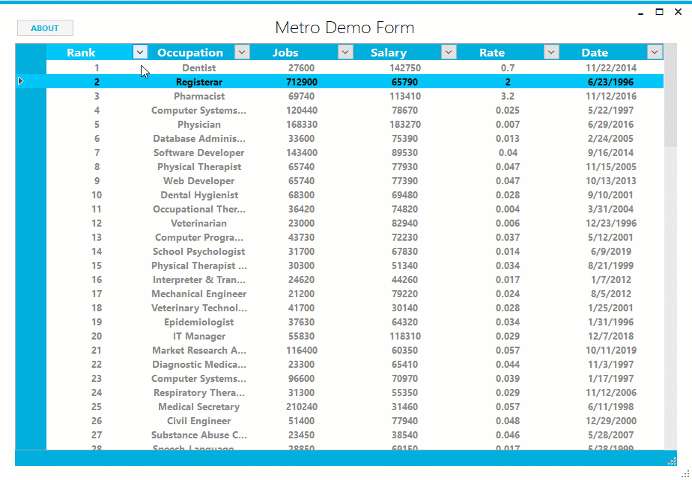 Metro Demo Form
ABOUT
Rank Occupation Jobs Salary Rate Date
1 Dentist 27600 142750 0.7 11/22/2014
2 Registerar 712900 65790 2 6/23/1996
3 Pharmacist 69740 113410 3.2 11/12/2016
4 Computer Systems... 120440 78670 0.025 5/22/1997
5 Physician 168330 183270 0.007 6/29/2016
6 Database Adminis... 33600 75390 0.013 2/24/2005
7 Software Developer 143400 89530 0.04 9/16/2014
8 Physical Therapist 65740 77930 0.047 11/15/2005
9 Web Developer 65740 77390 0.047 10/13/2013
10 Dental Hygienist 68300 69480 0.028 9/10/2001
11 Occupational Ther... 36420 74820 0.004 3/31/2004
12 Veterinarian 23000 82940 0.006 12/23/1996
13 Computer Progra... 43730 72230 0.037 5/12/2001
14 School Psychologist 31700 67830 0.014 6/9/2019
15 Physical Therapist ... 30300 51340 0.034 8/21/1999
16 Interpreter & Tran... 24620 44260 0.017 1/7/2012
17 Mechanical Engineer 21200 79220 0.024 8/5/2012
18 Veterinary Technol... 41700 30140 0.028 1/25/2001
19 Epidemiologist 37630 64320 0.034 1/31/1996
20 IT Manager 55830 118310 0.029 12/7/2018
21 Market Research A... 116400 60350 0.057 10/11/2019
22 Diagnostic Medica... 23300 65410 0.044 11/3/1997
23 Computer Systems... 96600 70970 0.039 1/17/1997
24 Respiratory Thera... 31300 55350 0.029 11/12/2006
25 Medical Secretary 210240 31460 0.057 6/11/1998
26 Civil Engineer 51400 77940 0.048 12/29/2000
27 Substance Abuse C... 23450 38540 0.046 5/28/2007
28 Speech-Language... 28850 69150 0.017 5/28/1999